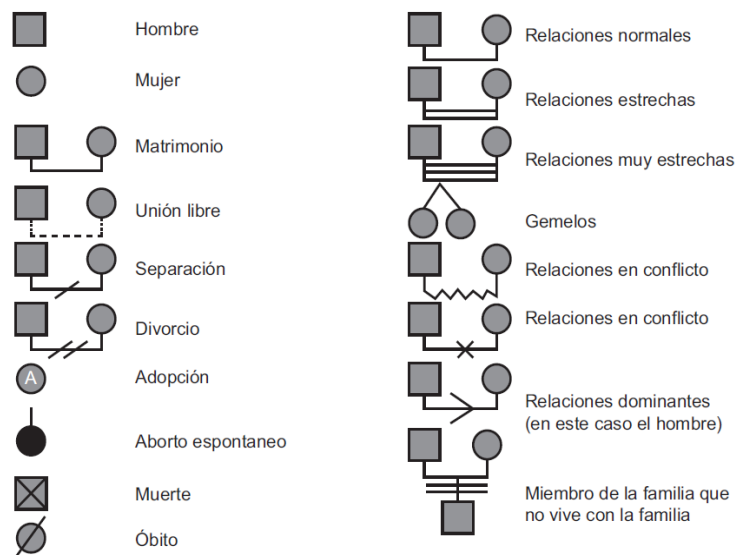 Hombre
Mujer
Matrimonio
Unión libre
Separación
Divorcio
A
Adopción
Aborto espontaneo
Muerte
Óbito
Relaciones normales
Relaciones estrechas
Relaciones muy estrechas
Gemelos
Relaciones en conflicto
Relaciones en conflicto
Relaciones dominantes
(en este caso el hombre)
Miembro de la familia que
no vive con la familia